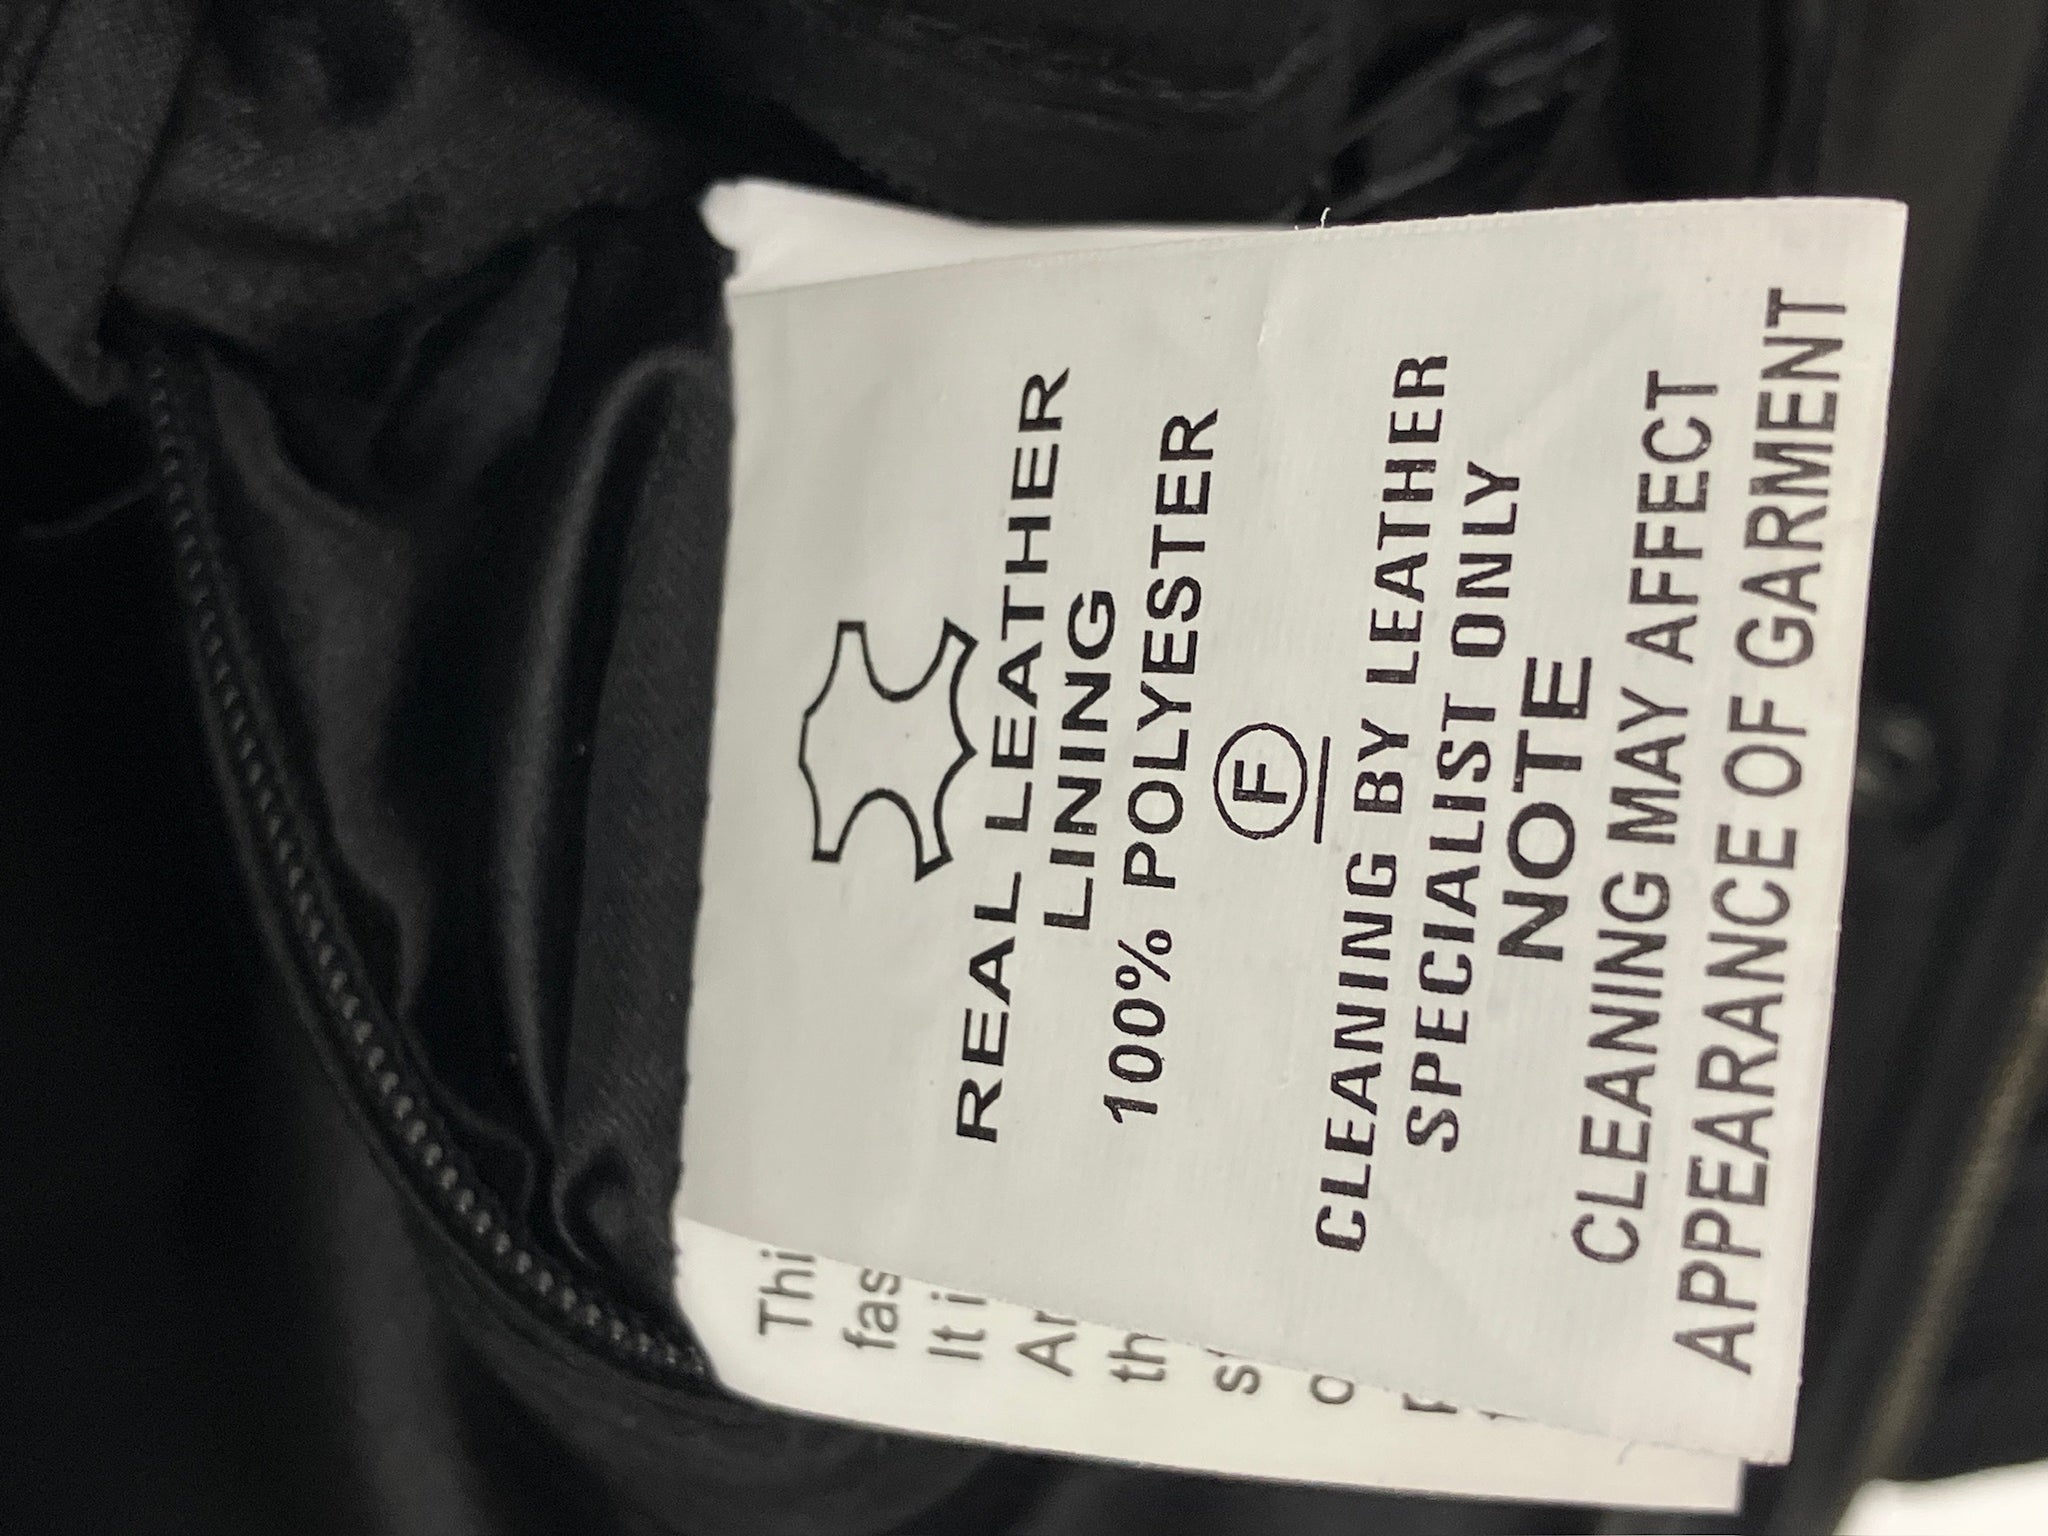 REAL LEATHER
LINING
100% POLYESTER
F
CLEANING BY LEATHER
SPECIALIST ONLY
NOTE
CLEANING MAY AFFECT
APPEARANCE OF GARMENT